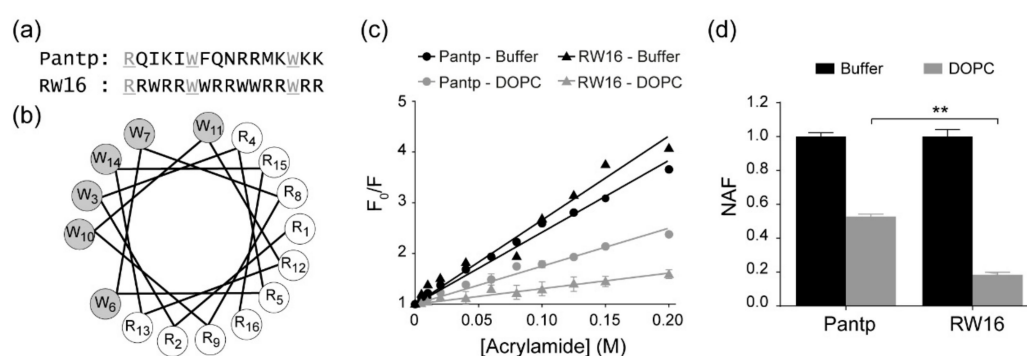 (a)
Pantp: RQIKIWFQNRRMKWKK
RW16 : RRWRRWWRRWWRRWRR
(b)
W7
W11
R4
W14
R15
W3
R8
W10
R1
R12
W6
R5
R13
R2
R9
R16
(c)
Pantp - Buffer
RW16 - Buffer
Pantp - DOPC
RW16 - DOPC
F0/F
5
4
3
2
1
0
0.05
0.10
0.15
0.20
[Acrylamide] (M)
(d)
Buffer
DOPC
**
NAF
1.2
1.0
0.8
0.6
0.4
0.2
0.0
Pantp
RW16